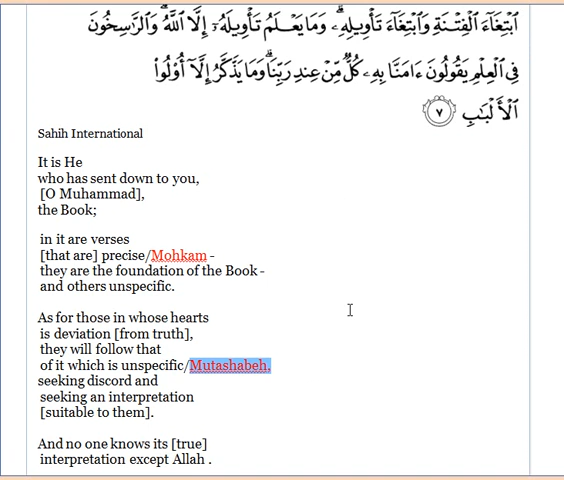 ٱبۡتِغَآءَ ٱلۡفِتۡنَةِ وَٱبۡتِغَآءَ تَأۡوِيلِهِۦۖ وَمَا يَعۡلَمُ تَأۡوِيلَهُۥٓ إِلَّا ٱللَّهُۗ وَٱلرَّٰسِخُونَ
فِي ٱلۡعِلۡمِ يَقُولُونَ ءَامَنَّا بِهِۦ كُلّٞ مِّنۡ عِندِ رَبِّنَاۗ وَمَا يَذَّكَّرُ إِلَّآ أُوْلُواْ
ٱلۡأَلۡبَٰبِ ٧
Sahih International
It is He
who has sent down to you,
[O Muhammad],
the Book;
in it are verses
[that are] precise/Mohkam -
they are the foundation of the Book -
and others unspecific.
As for those in whose hearts
is deviation [from truth],
they will follow that
of it which is unspecific/Mutashabeh,
seeking discord and
seeking an interpretation
[suitable to them].
And no one knows its [true]
interpretation except Allah .